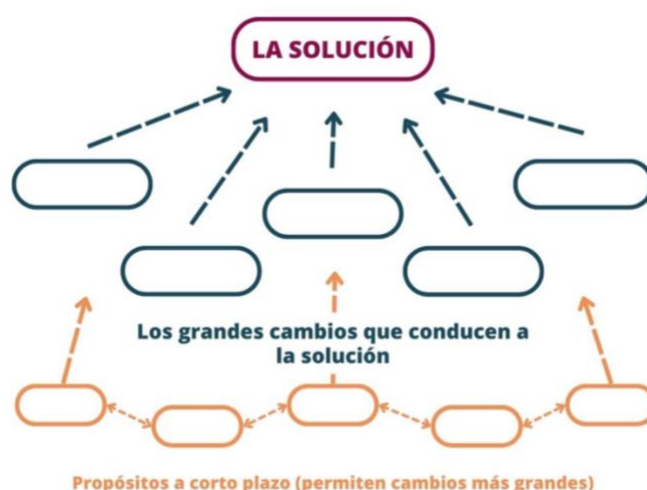 LA SOLUCIÓN
Los grandes cambios que conducen a
la solución
Propósitos a corto plazo (permiten cambios más grandes)